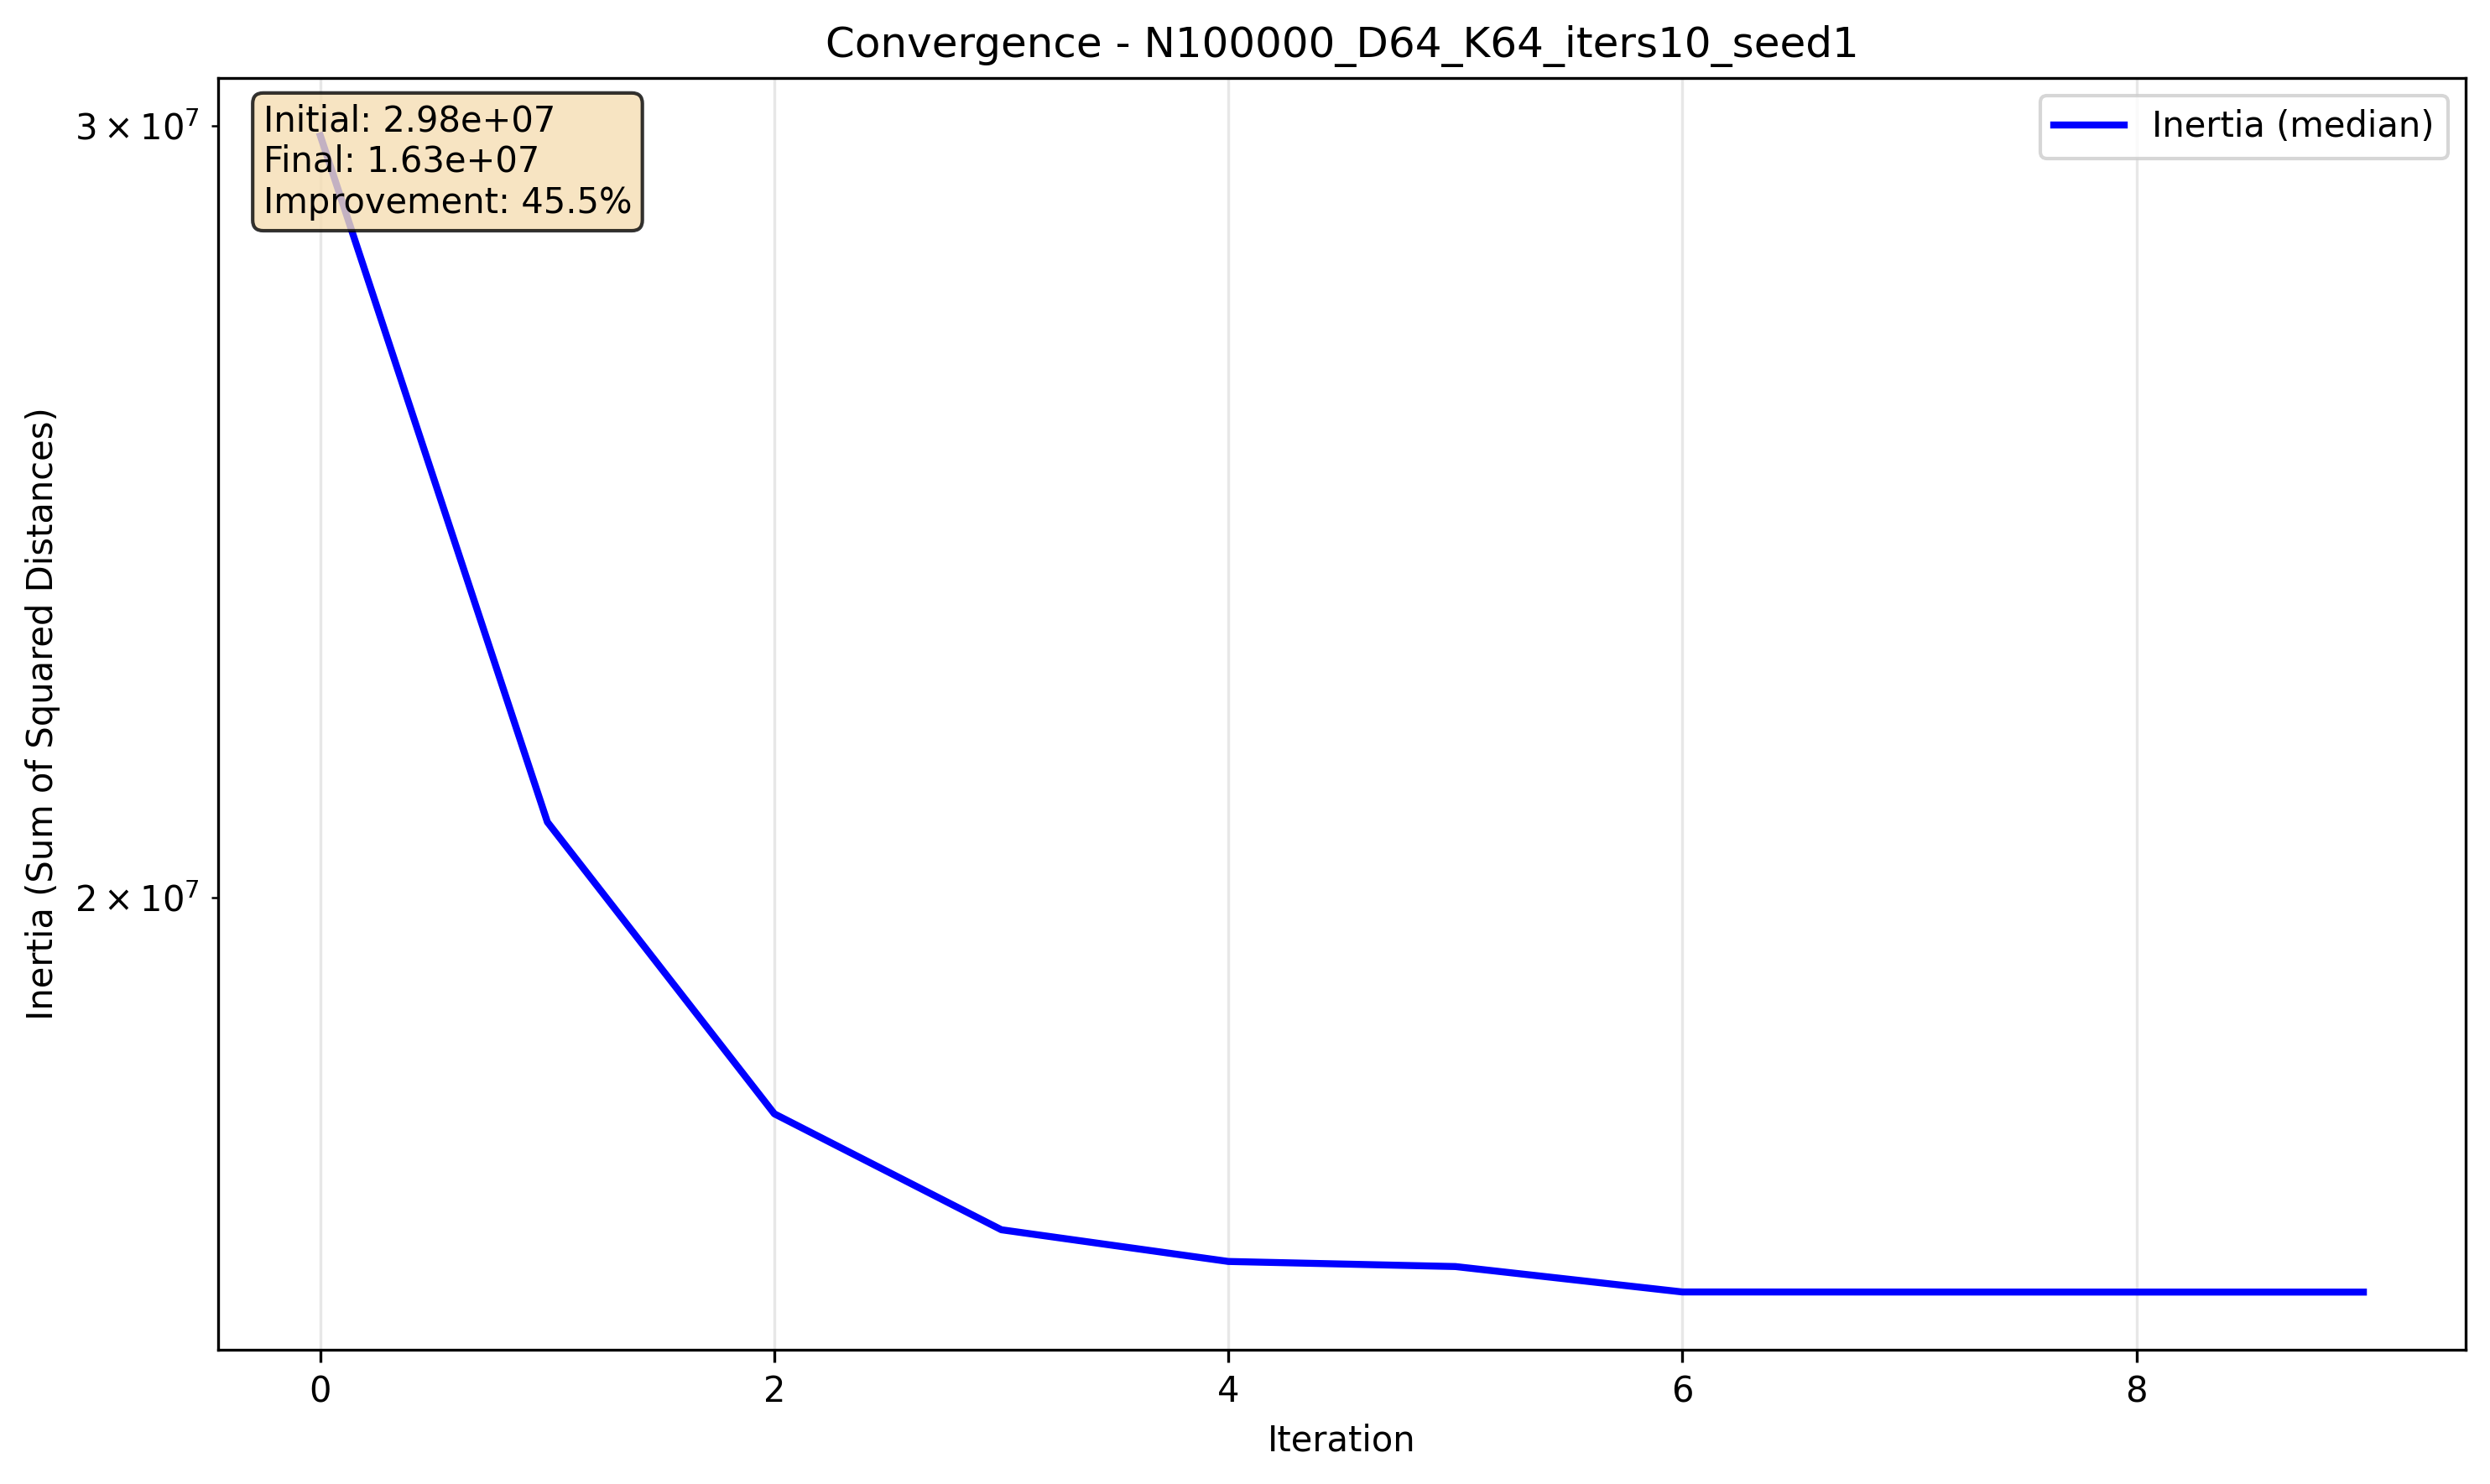 Convergence - N100000_D64_K64_iters10_seed1
Initial: 2.98e+07
Final: 1.63e+07
Improvement: 45.5%
Inertia (median)
3 × 10⁷
2 × 10⁷
Inertia (Sum of Squared Distances)
0 2 4 6 8
Iteration